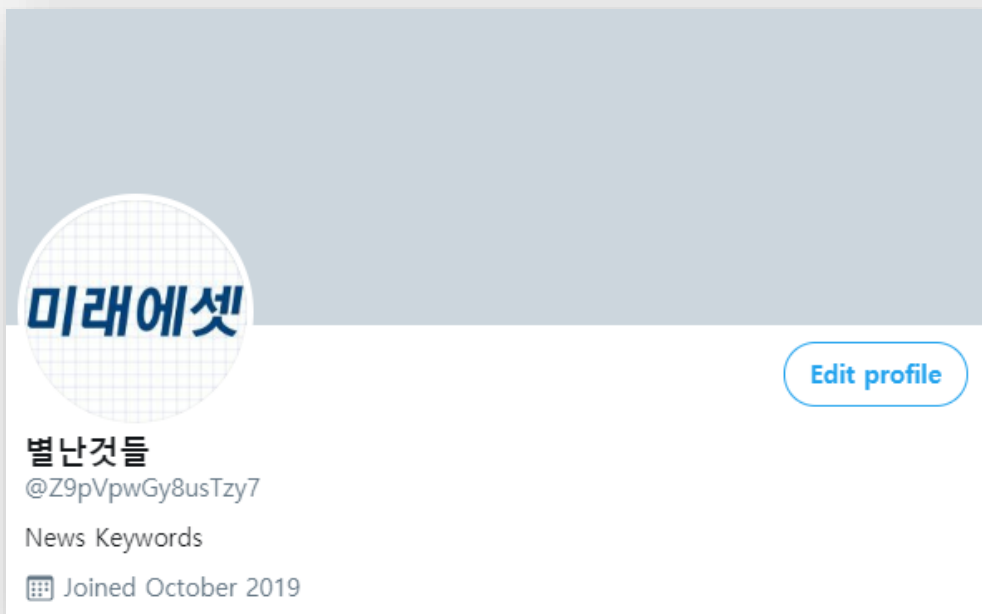 미래에셋
Edit profile
별난것들
@Z9pVpwGy8usTzy7
News Keywords
Joined October 2019